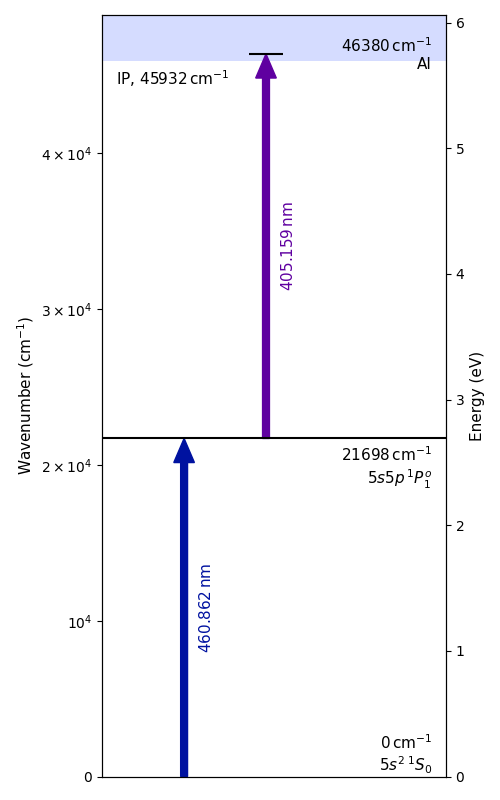 46380 cm⁻¹
AI
IP, 45932 cm⁻¹
405.159 nm
21698 cm⁻¹
5s5p ¹P₁ᵒ
460.862 nm
0 cm⁻¹
5s² ¹S₀
Wavenumber (cm⁻¹)
4 × 10⁴
3 × 10⁴
2 × 10⁴
10⁴
0
Energy (eV)
6
5
4
3
2
1
0